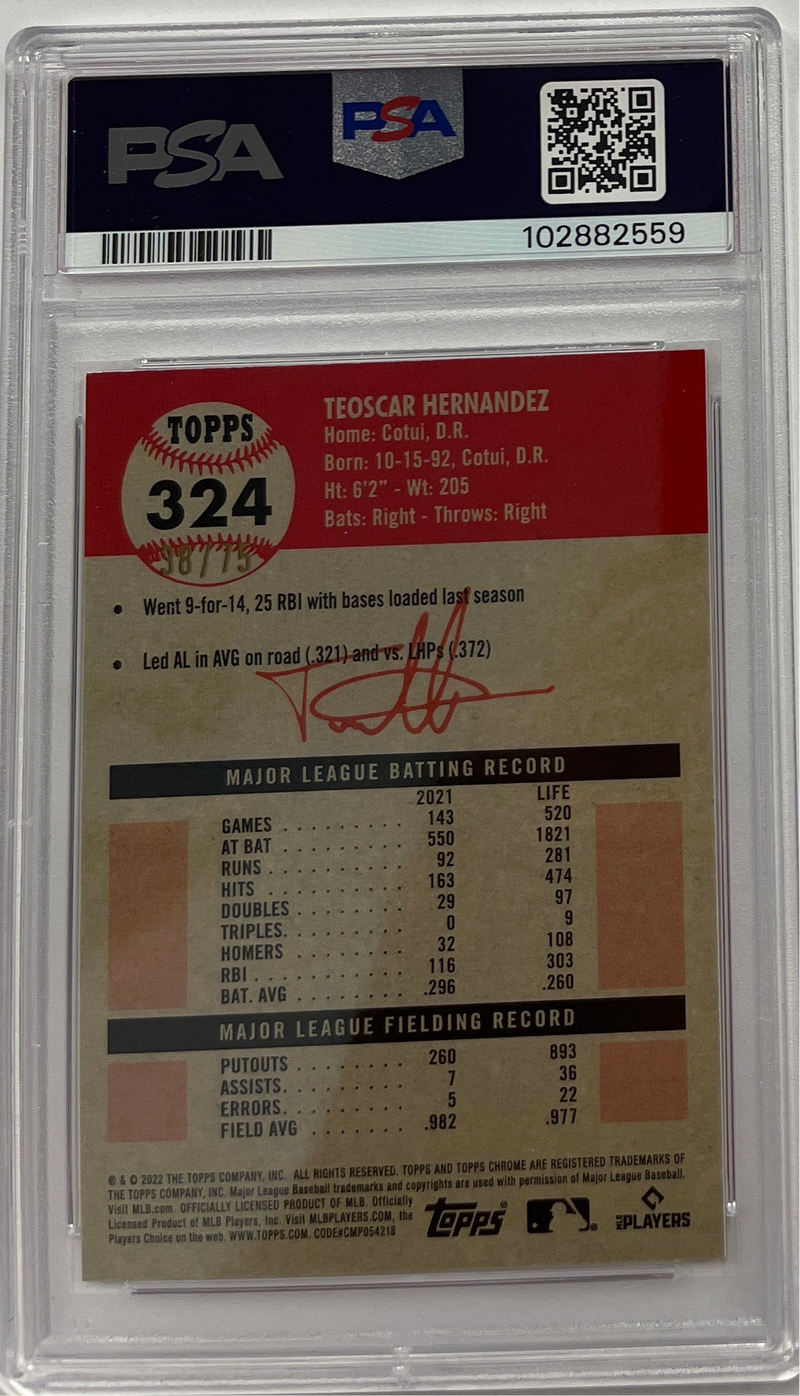 PSA
PSA
102882559
TOPPS
324
/75
TEOSCAR HERNANDEZ
Home: Cotui, D.R.
Born: 10-15-92, Cotui, D.R.
Ht: 6'2" - Wt: 205
Bats: Right - Throws: Right
• Went 9-for-14, 25 RBI with bases loaded last season
• Led AL in AVG on road (.321) and vs. LHPs (.372)
MAJOR LEAGUE BATTING RECORD
2021 LIFE
GAMES . . . . . . . . . 143 520
AT BAT . . . . . . . . . 550 1821
RUNS . . . . . . . . . . 92 281
HITS . . . . . . . . . . 163 474
DOUBLES . . . . . . . . 29 97
TRIPLES. . . . . . . . . 0 9
HOMERS . . . . . . . . 32 108
RBI . . . . . . . . . . . 116 303
BAT. AVG . . . . . . . . .296 .260
MAJOR LEAGUE FIELDING RECORD
PUTOUTS . . . . . . . . 260 893
ASSISTS. . . . . . . . . 7 36
ERRORS. . . . . . . . . 5 22
FIELD AVG . . . . . . . .982 .977
® & © 2022 THE TOPPS COMPANY, INC. ALL RIGHTS RESERVED. TOPPS AND TOPPS CHROME ARE REGISTERED TRADEMARKS OF
THE TOPPS COMPANY, INC. Major League Baseball trademarks and copyrights are used with permission of Major League Baseball.
Visit MLB.com. OFFICIALLY LICENSED PRODUCT OF MLB. Officially
Licensed Product of MLB Players, Inc. Visit MLBPLAYERS.COM, the
Players Choice on the web. WWW.TOPPS.COM. CODE#CMP054218
Topps®
MLB PLAYERS